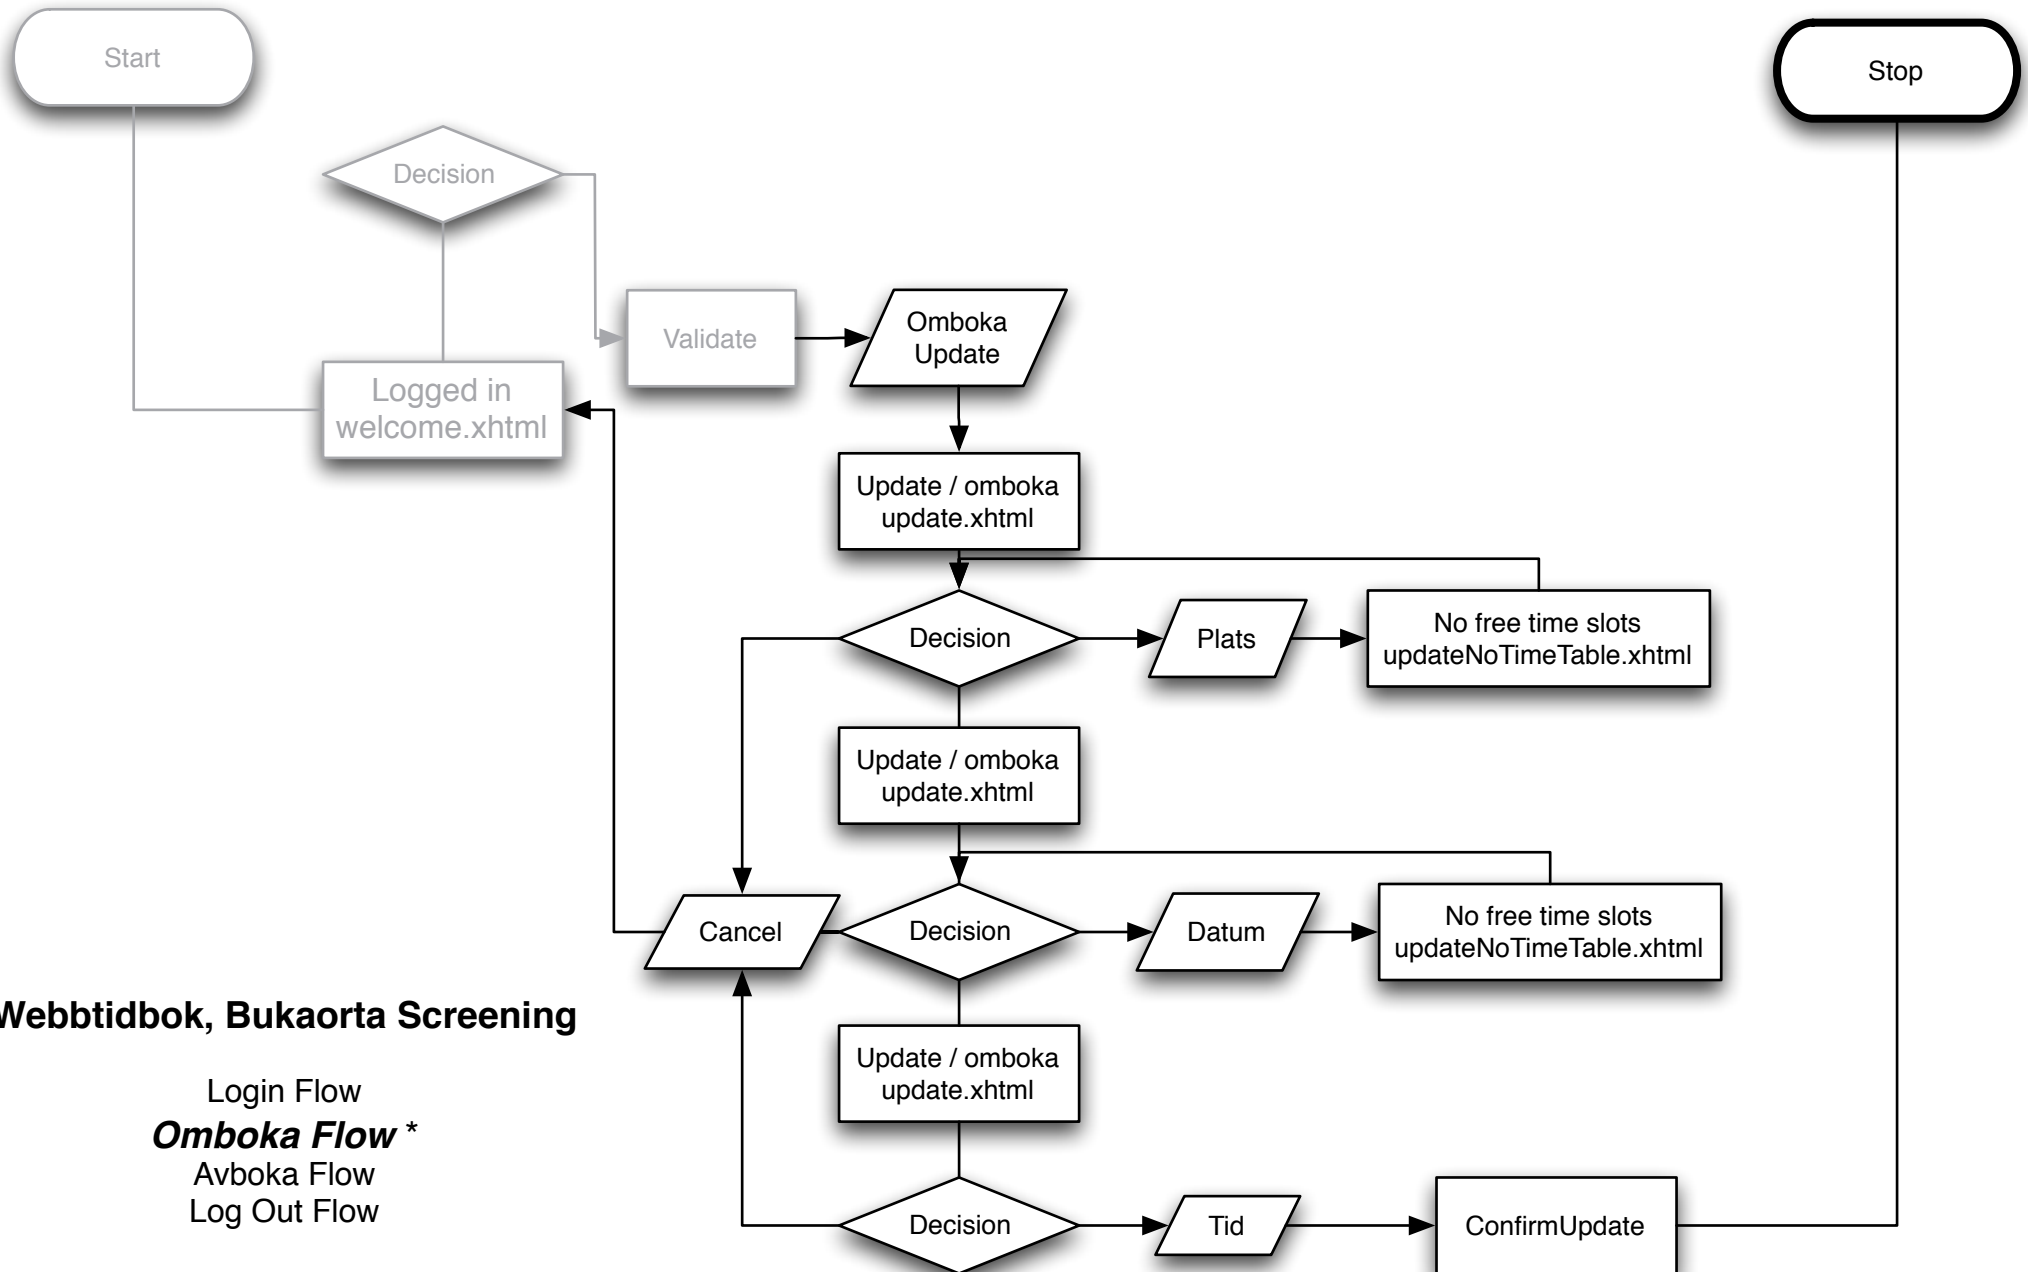 Start
Stop
Decision
Validate
Omboka
Update
Logged in
welcome.xhtml
Update / omboka
update.xhtml
Decision
Plats
No free time slots
updateNoTimeTable.xhtml
Update / omboka
update.xhtml
Cancel
Decision
Datum
No free time slots
updateNoTimeTable.xhtml
Webbtidbok, Bukaorta Screening
Update / omboka
update.xhtml
Login Flow
Omboka Flow *
Avboka Flow
Log Out Flow
Decision
Tid
ConfirmUpdate